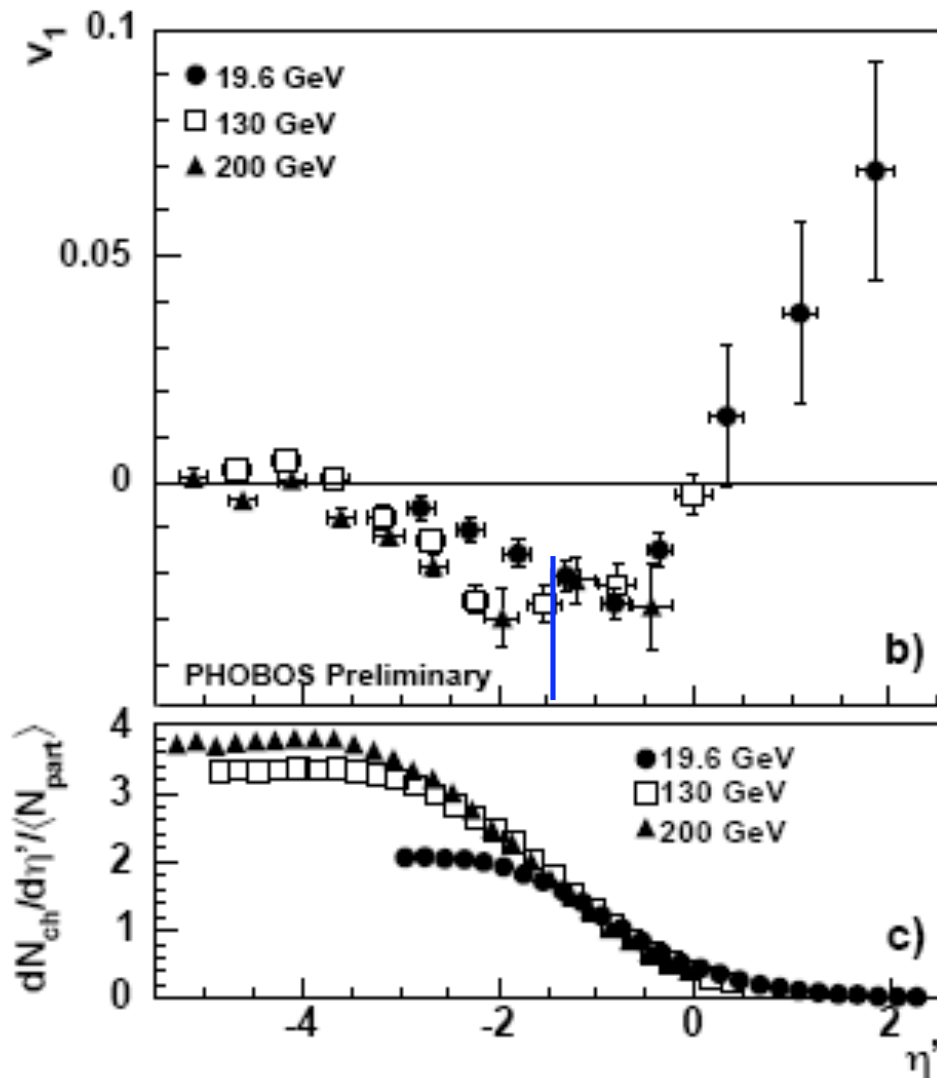 v1
0.1
19.6 GeV
130 GeV
200 GeV
0.05
0
PHOBOS Preliminary
b)
dNch/dη'/⟨Npart⟩
4
3
2
1
0
19.6 GeV
130 GeV
200 GeV
c)
-4
-2
0
2
η'